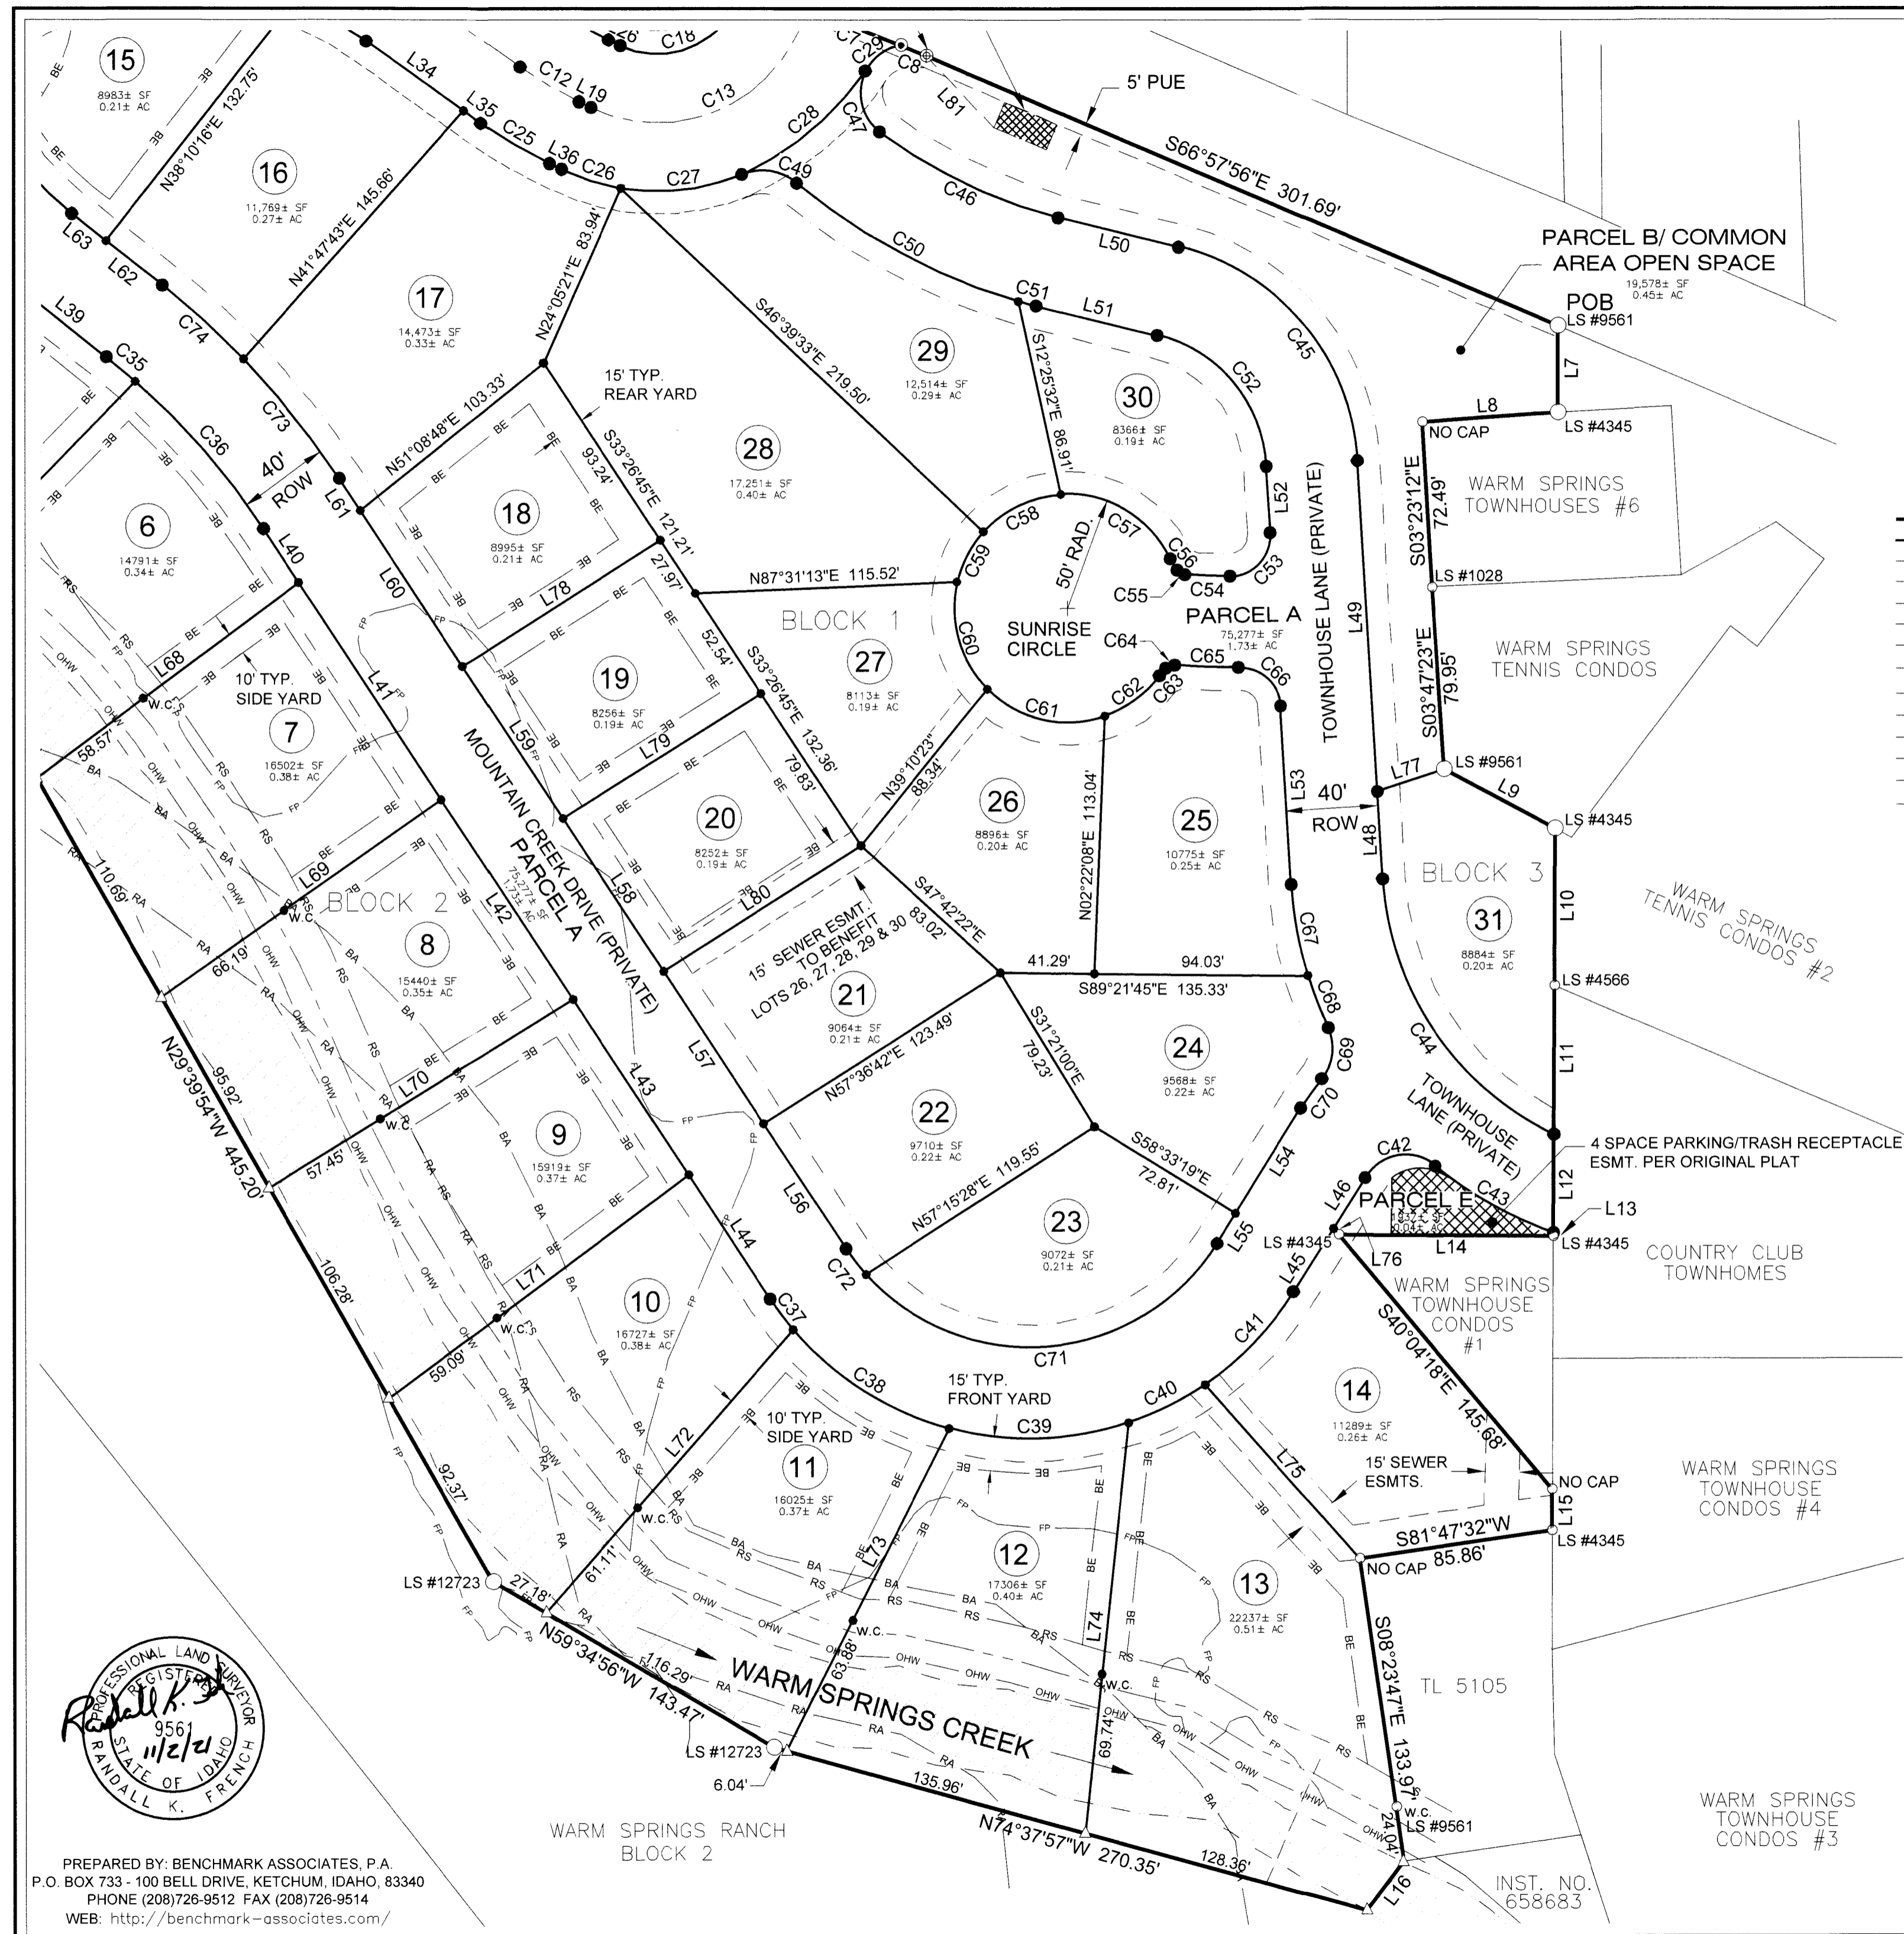 15
8983± SF
0.21± AC
N38°10'16"E 132.75'
L34
L35
C25
L36
C26
C12
L19
C18
C13
C27
C28
C7
C29
C8
C47
C49
L81
5' PUE
S66°57'56"E 301.69'
PARCEL B/ COMMON
AREA OPEN SPACE
19,578± SF
0.45± AC
POB
LS #9561
L7
L8
NO CAP
LS #4345
16
11,769± SF
0.27± AC
N41°47'43"E 145.66'
L63
L62
L39
C35
C74
C73
C36
40'
ROW
17
14,473± SF
0.33± AC
N24°05'21"E 83.94'
N51°08'48"E 103.33'
15' TYP.
REAR YARD
S46°39'33"E 219.50'
C46
C50
L50
C51
L51
C45
C52
29
12,514± SF
0.29± AC
S12°25'32"E 86.91'
30
8366± SF
0.19± AC
28
17,251± SF
0.40± AC
6
14791± SF
0.34± AC
L40
L61
L60
18
8995± SF
0.21± AC
S33°26'45"E 121.21'
93.24'
27.97'
L78
N87°31'13"E 115.52'
BLOCK 1
C58
C59
C57
C56
C55
C54
C53
L52
50' RAD.
SUNRISE
CIRCLE
C60
C61
C62
C63
C64
C65
C66
PARCEL A
75,277± SF
1.73± AC
TOWNHOUSE LANE (PRIVATE)
L49
S03°23'12"E
72.49'
WARM SPRINGS
TOWNHOUSES #6
LS #1028
S03°47'23"E
79.95'
WARM SPRINGS
TENNIS CONDOS
LS #9561
L77
L9
LS #4345
L68
10' TYP.
SIDE YARD
W.C.
58.57'
7
16502± SF
0.38± AC
L41
19
8256± SF
0.19± AC
L59
L79
52.54'
S33°26'45"E 132.36'
79.83'
27
8113± SF
0.19± AC
N39°10'23"
88.34'
MOUNTAIN CREEK DRIVE (PRIVATE)
PARCEL A
75,277± SF
1.73± AC
20
8252± SF
0.19± AC
L58
L80
26
8896± SF
0.20± AC
N02°22'08"E 113.04'
25
10775± SF
0.25± AC
L53
40'
ROW
L48
BLOCK 3
31
8884± SF
0.20± AC
L10
WARM SPRINGS
TENNIS CONDOS
#2
LS #4566
L11
110.69'
L69
W.C.
BLOCK 2
66.19'
L42
8
15440± SF
0.35± AC
15' SEWER ESMT
TO BENEFIT
LOTS 26, 27, 28, 29 & 30
S47°42'22"E
83.02'
41.29'
94.03'
S89°21'45"E 135.33'
C67
C68
C69
C70
C44
21
9064± SF
0.21± AC
L57
N57°36'42"E 123.49'
S31°21'00"E
79.23'
24
9568± SF
0.22± AC
L43
L70
W.C.
95.92'
N29°39'54"W 445.20'
57.45'
9
15919± SF
0.37± AC
22
9710± SF
0.22± AC
L56
N57°15'28"E 119.55'
S58°33'19"E
72.81'
L54
L55
TOWNHOUSE
LANE (PRIVATE)
4 SPACE PARKING/TRASH RECEPTACLE
ESMT. PER ORIGINAL PLAT
C42
C43
L46
L12
PARCEL E
L13
L14
L76
LS #4345
LS #4345
COUNTRY CLUB
TOWNHOMES
L44
L71
W.C.
106.28'
59.09'
10
16727± SF
0.38± AC
C37
C72
23
9072± SF
0.21± AC
C71
L45
C41
WARM SPRINGS
TOWNHOUSE
CONDOS
#1
S40°04'18"E 145.68'
C38
15' TYP.
FRONT YARD
C39
C40
L72
10' TYP.
SIDE YARD
11
16025± SF
0.37± AC
14
11289± SF
0.26± AC
15' SEWER
ESMTS.
L75
NO CAP
L15
LS #4345
WARM SPRINGS
TOWNHOUSE
CONDOS #4
S81°47'32"W
85.86'
NO CAP
92.37'
61.11'
W.C.
LS #12723
27.18'
L73
12
17306± SF
0.40± AC
W.C.
63.88'
L74
13
22237± SF
0.51± AC
W.C.
69.74'
N59°34'56"W 143.47'
116.29'
WARM SPRINGS CREEK
LS #12723
6.04'
135.96'
N74°37'57"W 270.35'
128.36'
S08°23'47"E 133.97'
TL 5105
W.C.
LS #9561
24.04'
L16
INST. NO.
658683
WARM SPRINGS
TOWNHOUSE
CONDOS #3
WARM SPRINGS RANCH
BLOCK 2
PROFESSIONAL LAND SURVEYOR
REGISTERED
9561
11/2/21
STATE OF IDAHO
RANDALL K. FRENCH
PREPARED BY: BENCHMARK ASSOCIATES, P.A.
P.O. BOX 733 - 100 BELL DRIVE, KETCHUM, IDAHO, 83340
PHONE (208)726-9512 FAX (208)726-9514
WEB: http://benchmark-associates.com/